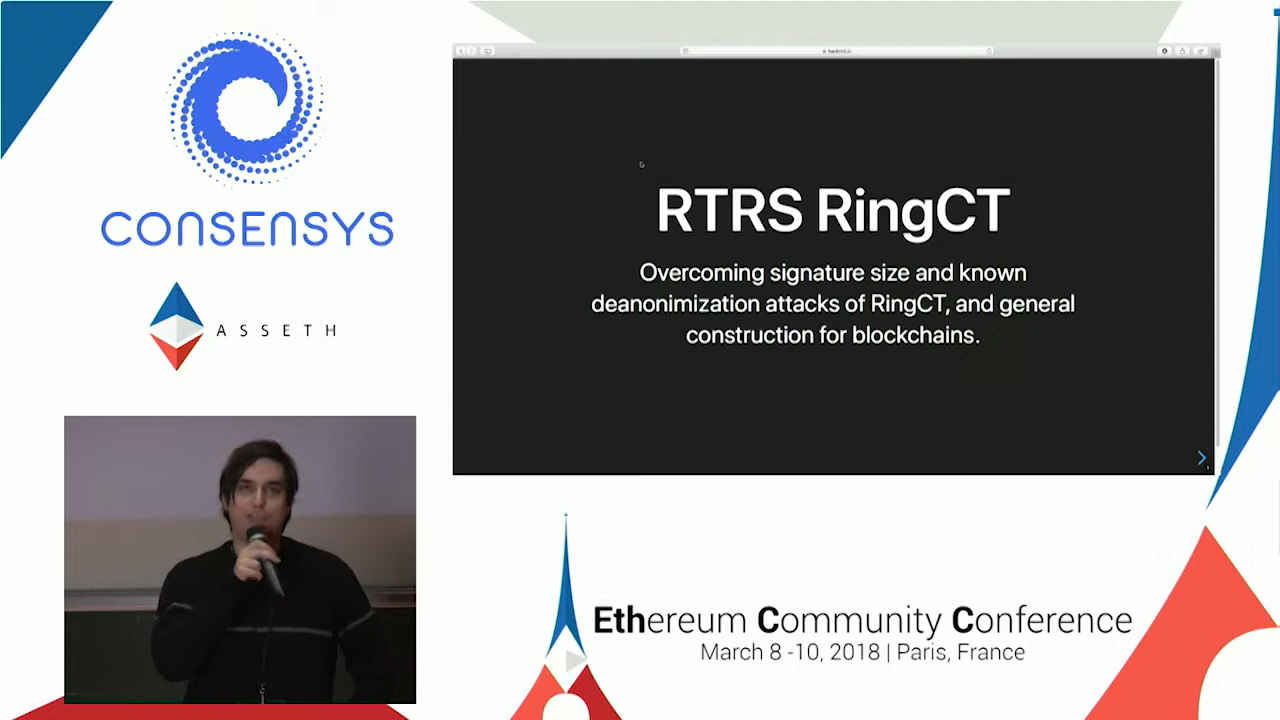 CONSENSYS
ASSETH
RTRS RingCT
Overcoming signature size and known
deanonimization attacks of RingCT, and general
construction for blockchains.
Ethereum Community Conference
March 8 -10, 2018 | Paris, France